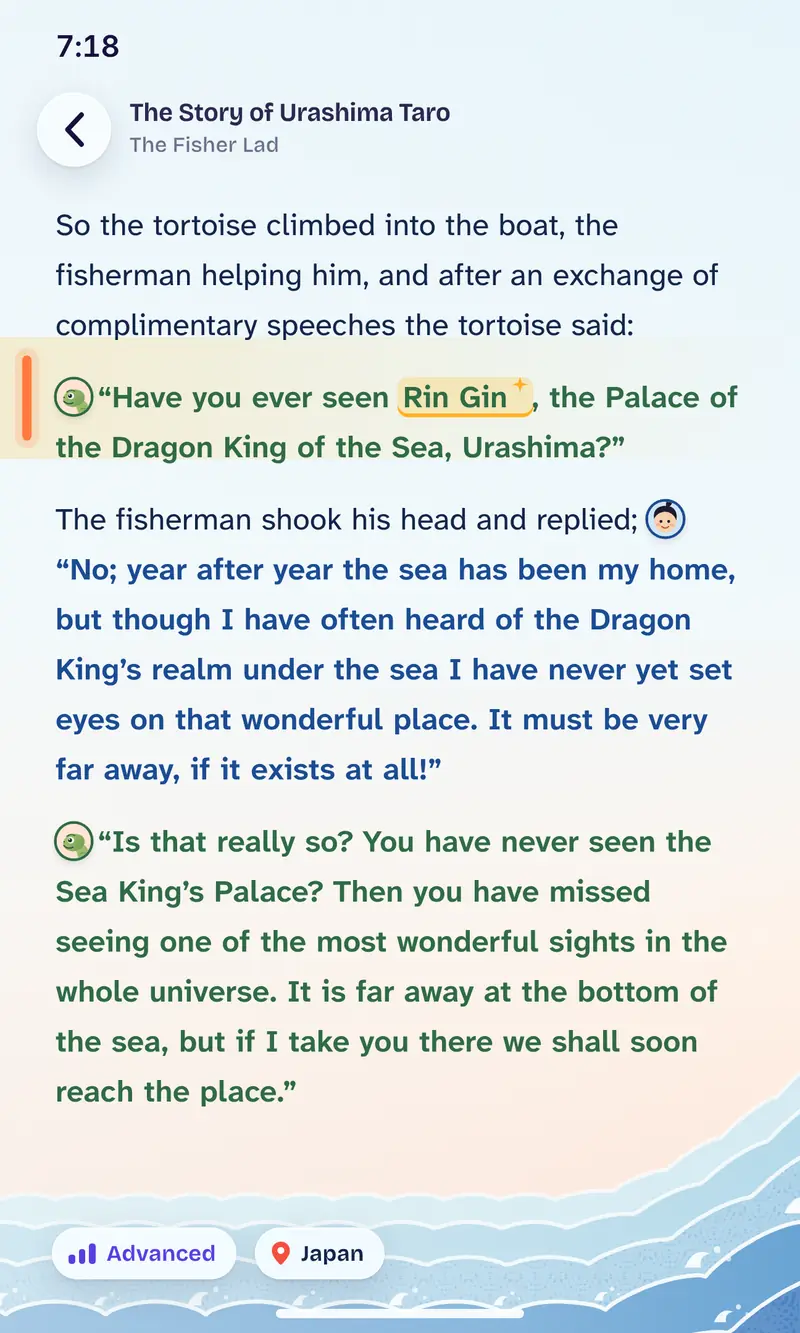 7:18
The Story of Urashima Taro
The Fisher Lad
So the tortoise climbed into the boat, the
fisherman helping him, and after an exchange of
complimentary speeches the tortoise said:
“Have you ever seen Rin Gin, the Palace of
the Dragon King of the Sea, Urashima?”
The fisherman shook his head and replied;
“No; year after year the sea has been my home,
but though I have often heard of the Dragon
King’s realm under the sea I have never yet set
eyes on that wonderful place. It must be very
far away, if it exists at all!”
“Is that really so? You have never seen the
Sea King’s Palace? Then you have missed
seeing one of the most wonderful sights in the
whole universe. It is far away at the bottom of
the sea, but if I take you there we shall soon
reach the place.”
Advanced
Japan